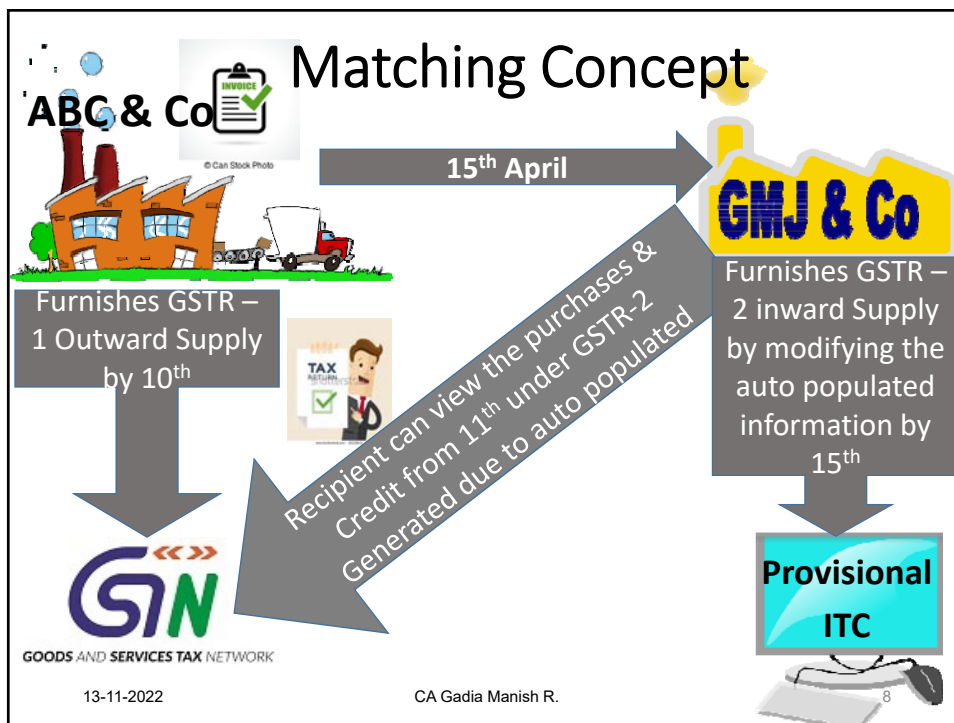 Matching Concept
ABC & Co
INVOICE
© Can Stock Photo
15th April
GMJ & Co
Furnishes GSTR –
1 Outward Supply
by 10th
TAX
RETURN
Recipient can view the purchases &
Credit from 11th under GSTR-2
Generated due to auto populated
Furnishes GSTR –
2 inward Supply
by modifying the
auto populated
information by
15th
GSTN
GOODS AND SERVICES TAX NETWORK
Provisional
ITC
13-11-2022
CA Gadia Manish R.
8